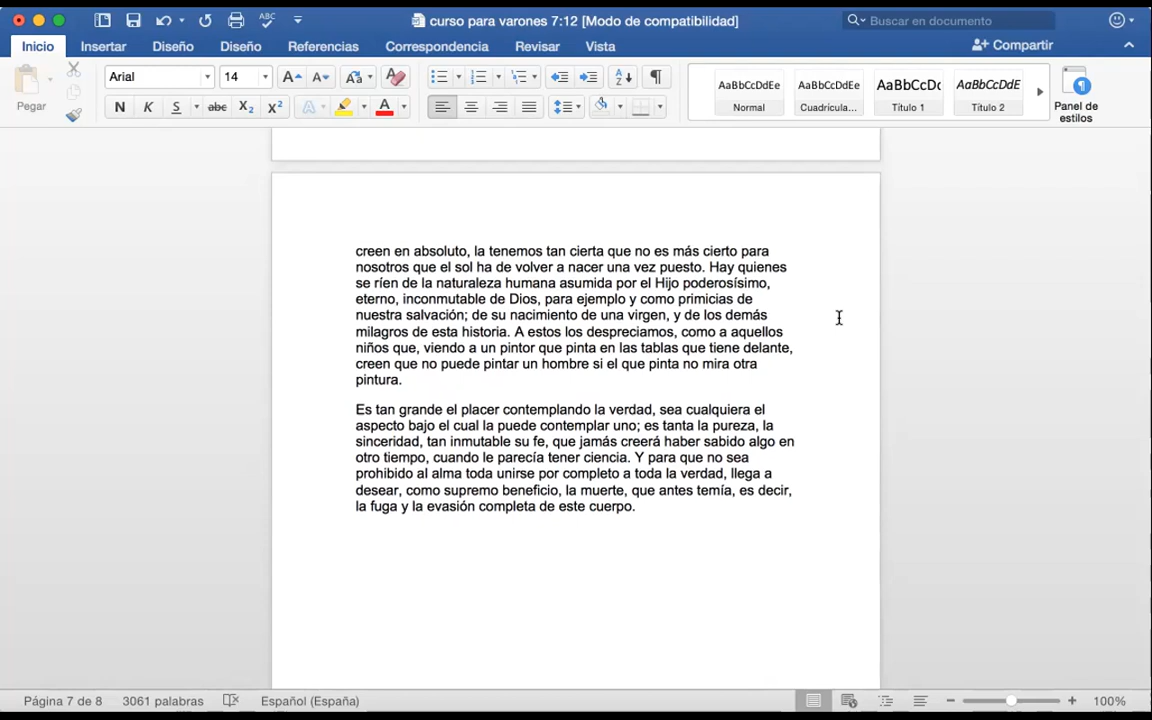 curso para varones 7:12 [Modo de compatibilidad]
Buscar en documento
Inicio Insertar Diseño Diseño Referencias Correspondencia Revisar Vista Compartir
Pegar
Arial 14
N K S abc X2 X2 A
AaBbCcDdEe AaBbCcDdEe AaBbCcDc AaBbCcDdE
Normal Cuadrícula... Título 1 Título 2
Panel de estilos
creen en absoluto, la tenemos tan cierta que no es más cierto para
nosotros que el sol ha de volver a nacer una vez puesto. Hay quienes
se ríen de la naturaleza humana asumida por el Hijo poderosísimo,
eterno, inconmutable de Dios, para ejemplo y como primicias de
nuestra salvación; de su nacimiento de una virgen, y de los demás
milagros de esta historia. A estos los despreciamos, como a aquellos
niños que, viendo a un pintor que pinta en las tablas que tiene delante,
creen que no puede pintar un hombre si el que pinta no mira otra
pintura.
Es tan grande el placer contemplando la verdad, sea cualquiera el
aspecto bajo el cual la puede contemplar uno; es tanta la pureza, la
sinceridad, tan inmutable su fe, que jamás creerá haber sabido algo en
otro tiempo, cuando le parecía tener ciencia. Y para que no sea
prohibido al alma toda unirse por completo a toda la verdad, llega a
desear, como supremo beneficio, la muerte, que antes temía, es decir,
la fuga y la evasión completa de este cuerpo.
Página 7 de 8 3061 palabras Español (España) 100%